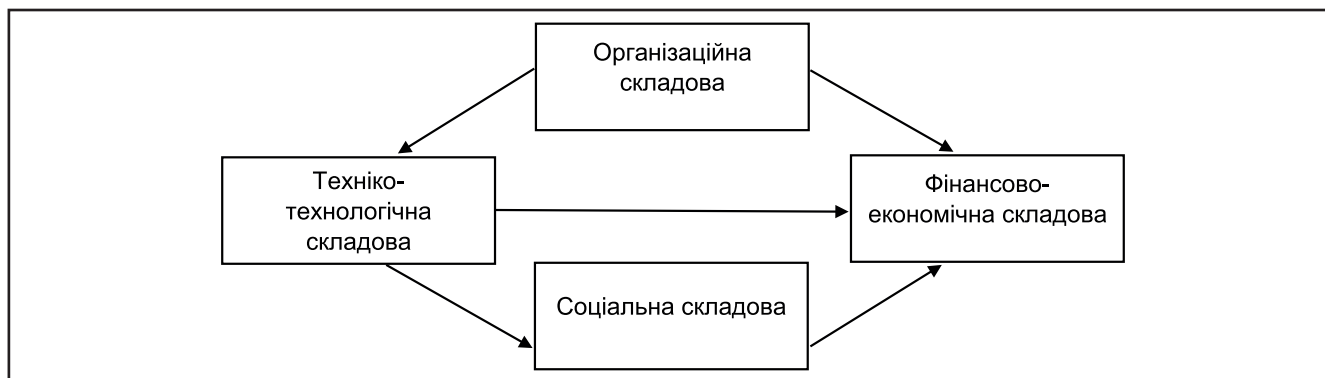 Організаційна
складова
Техніко-
технологічна
складова
Фінансово-
економічна складова
Соціальна складова